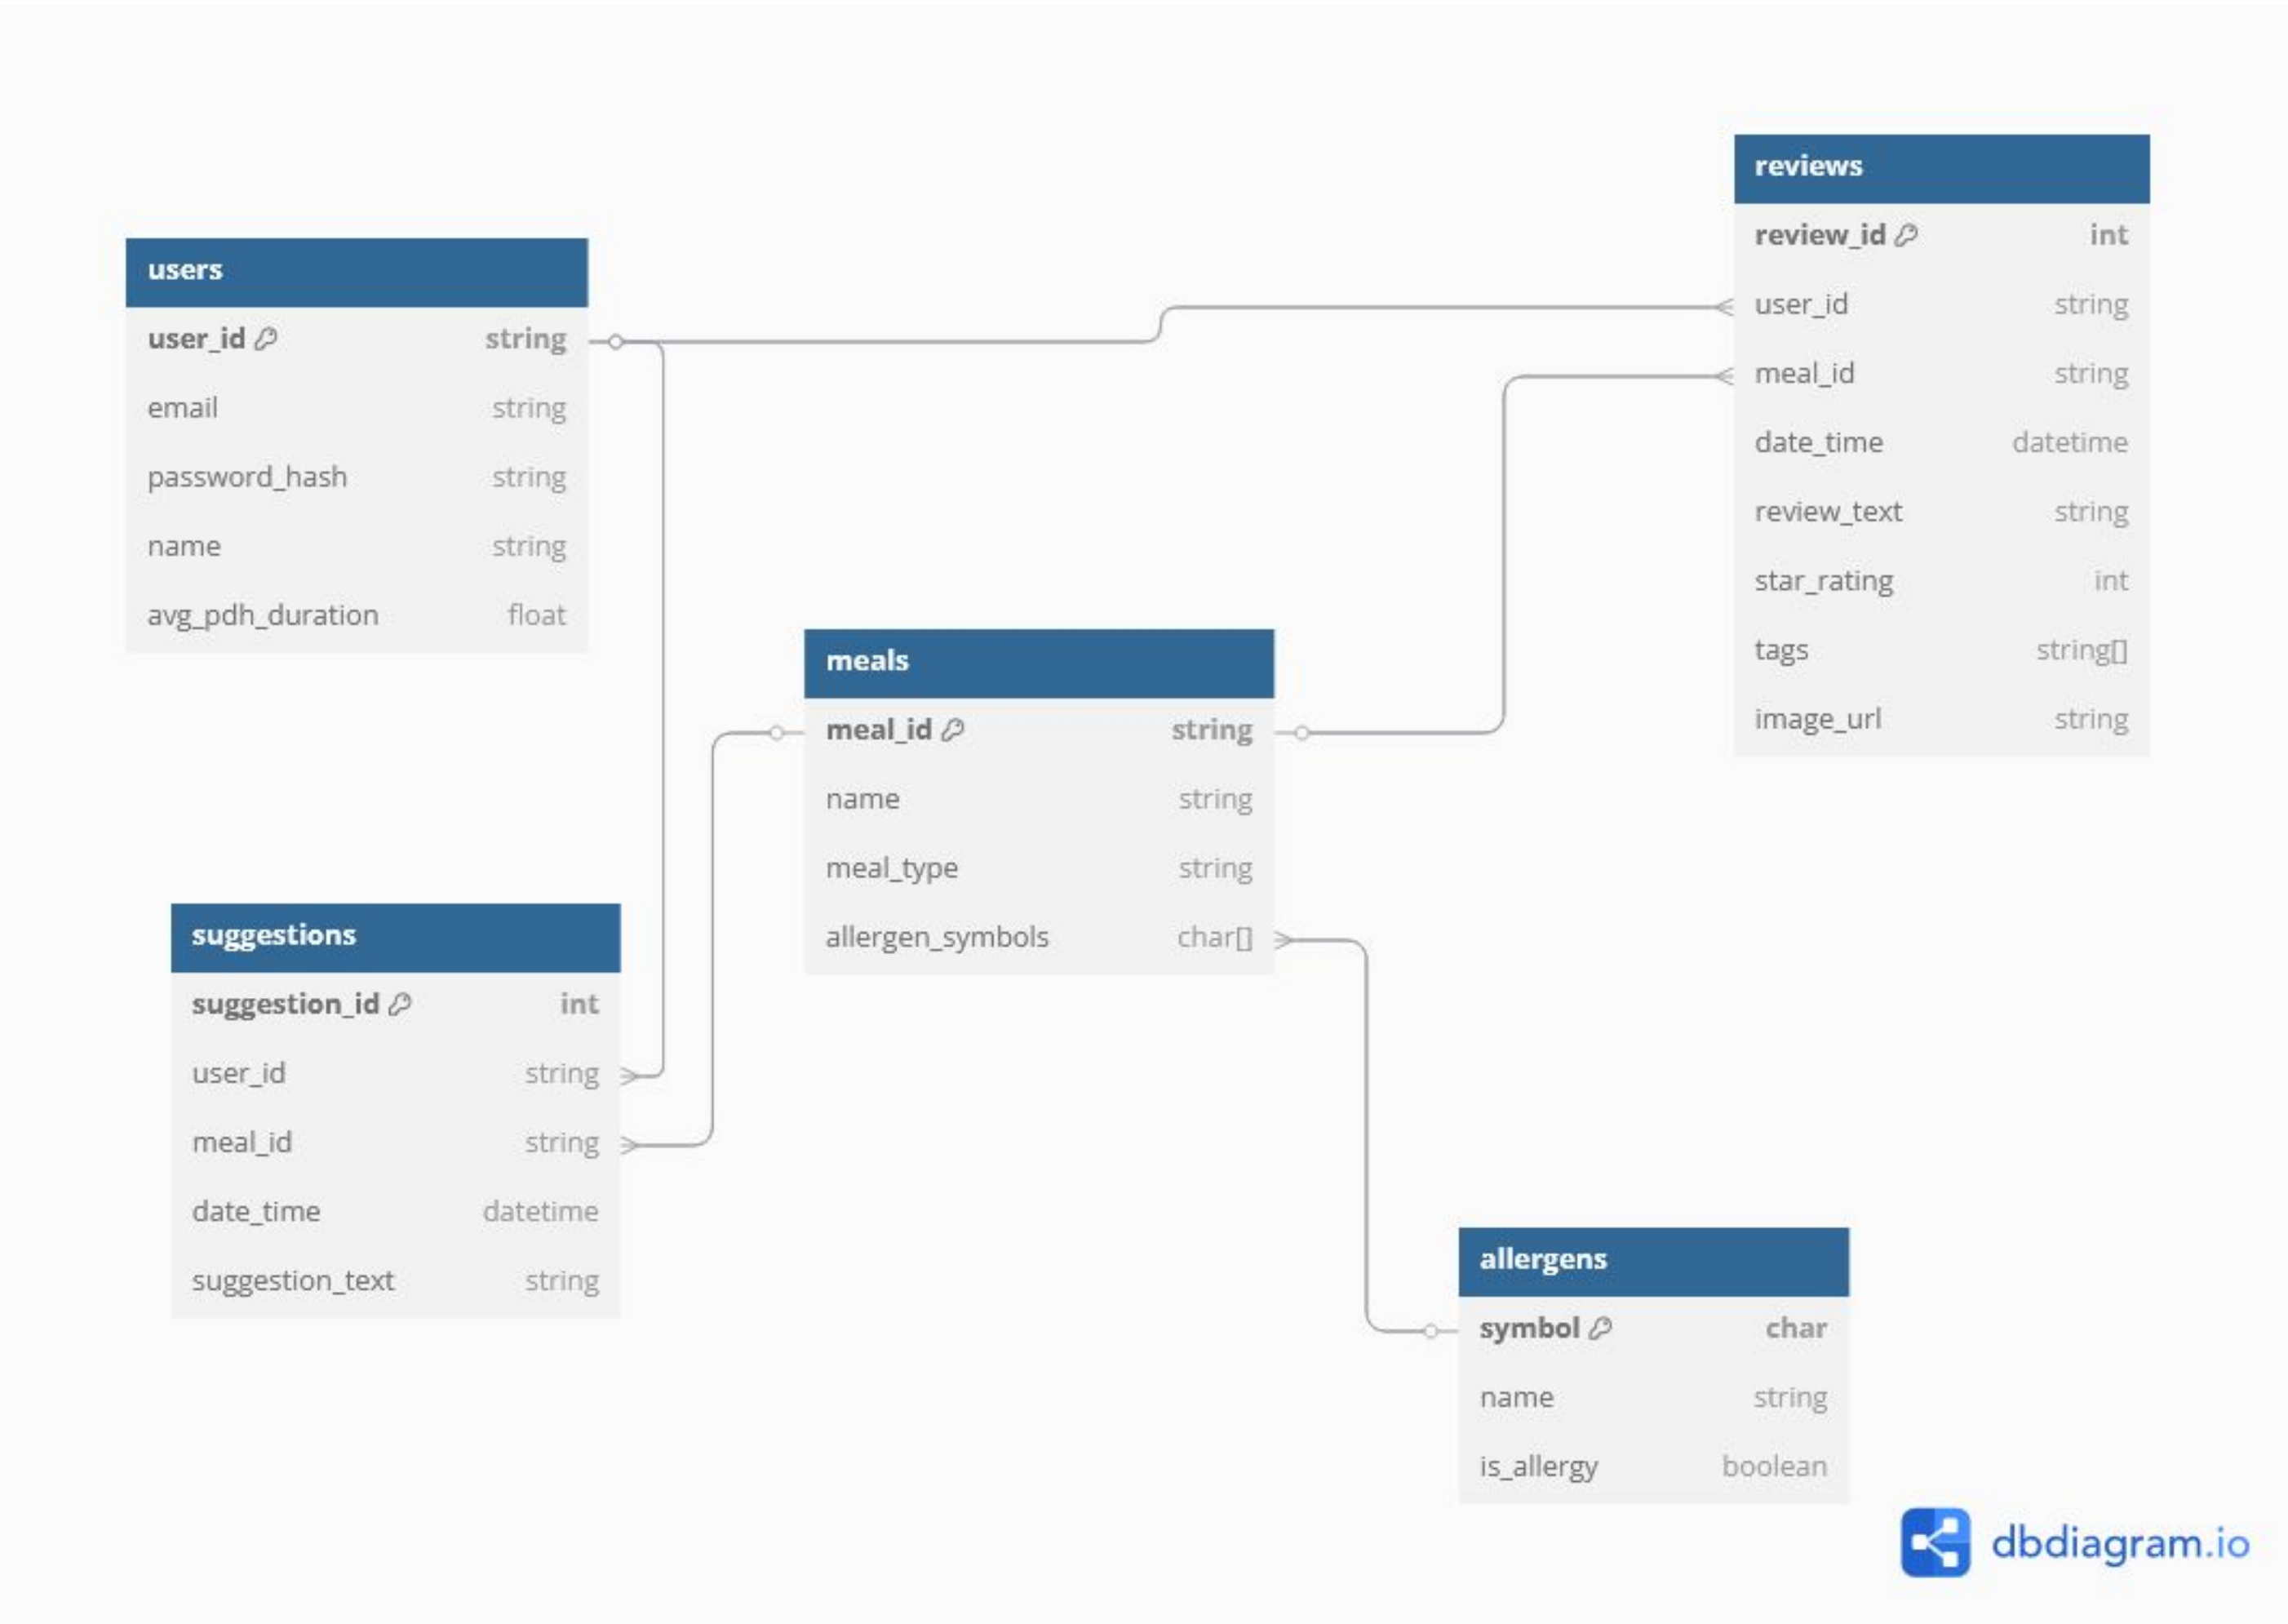 users
user_id string
email string
password_hash string
name string
avg_pdh_duration float
reviews
review_id int
user_id string
meal_id string
date_time datetime
review_text string
star_rating int
tags string[]
image_url string
meals
meal_id string
name string
meal_type string
allergen_symbols char[]
suggestions
suggestion_id int
user_id string
meal_id string
date_time datetime
suggestion_text string
allergens
symbol char
name string
is_allergy boolean
dbdiagram.io